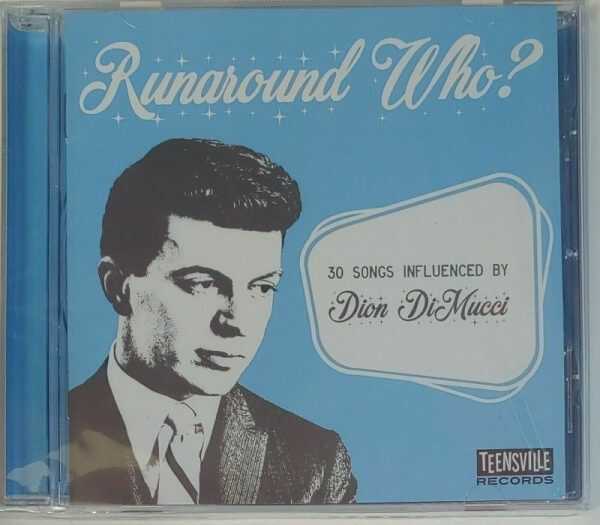 Runaround Who?
30 SONGS INFLUENCED BY
Dion DiMucci
TEENSVILLE
RECORDS